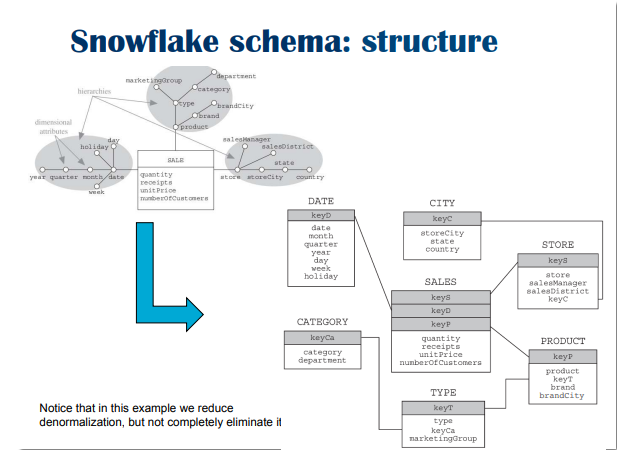 Snowflake schema: structure
marketingGroup
department
category
hierarchies
type
brandCity
brand
product
dimensional
attributes
day
holiday
SALE
salesManager
salesDistrict
state
year quarter month date
week
quantity
receipts
unitPrice
numberOfCustomers
store storeCity country
DATE
keyD
date
month
quarter
year
day
week
holiday
CITY
keyC
storeCity
state
country
STORE
keyS
store
salesManager
salesDistrict
keyC
SALES
keyS
keyD
keyP
quantity
receipts
unitPrice
numberOfCustomers
CATEGORY
keyCa
category
department
PRODUCT
keyP
product
keyT
brand
brandCity
TYPE
keyT
type
keyCa
marketingGroup
Notice that in this example we reduce
denormalization, but not completely eliminate it